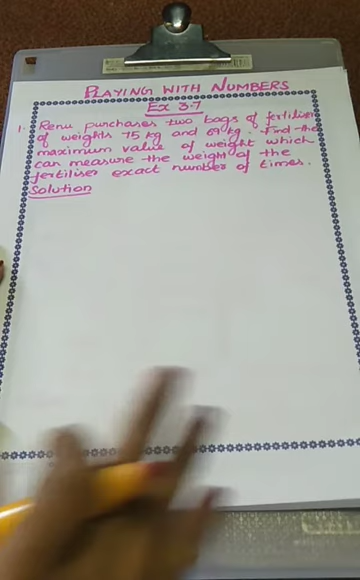 PLAYING WITH NUMBERS
Ex 3.7
1. Renu purchases two bags of fertiliser
of weights 75 kg and 69 kg. Find the
maximum value of weight which
can measure the weight of the
fertiliser exact number of times.
Solution